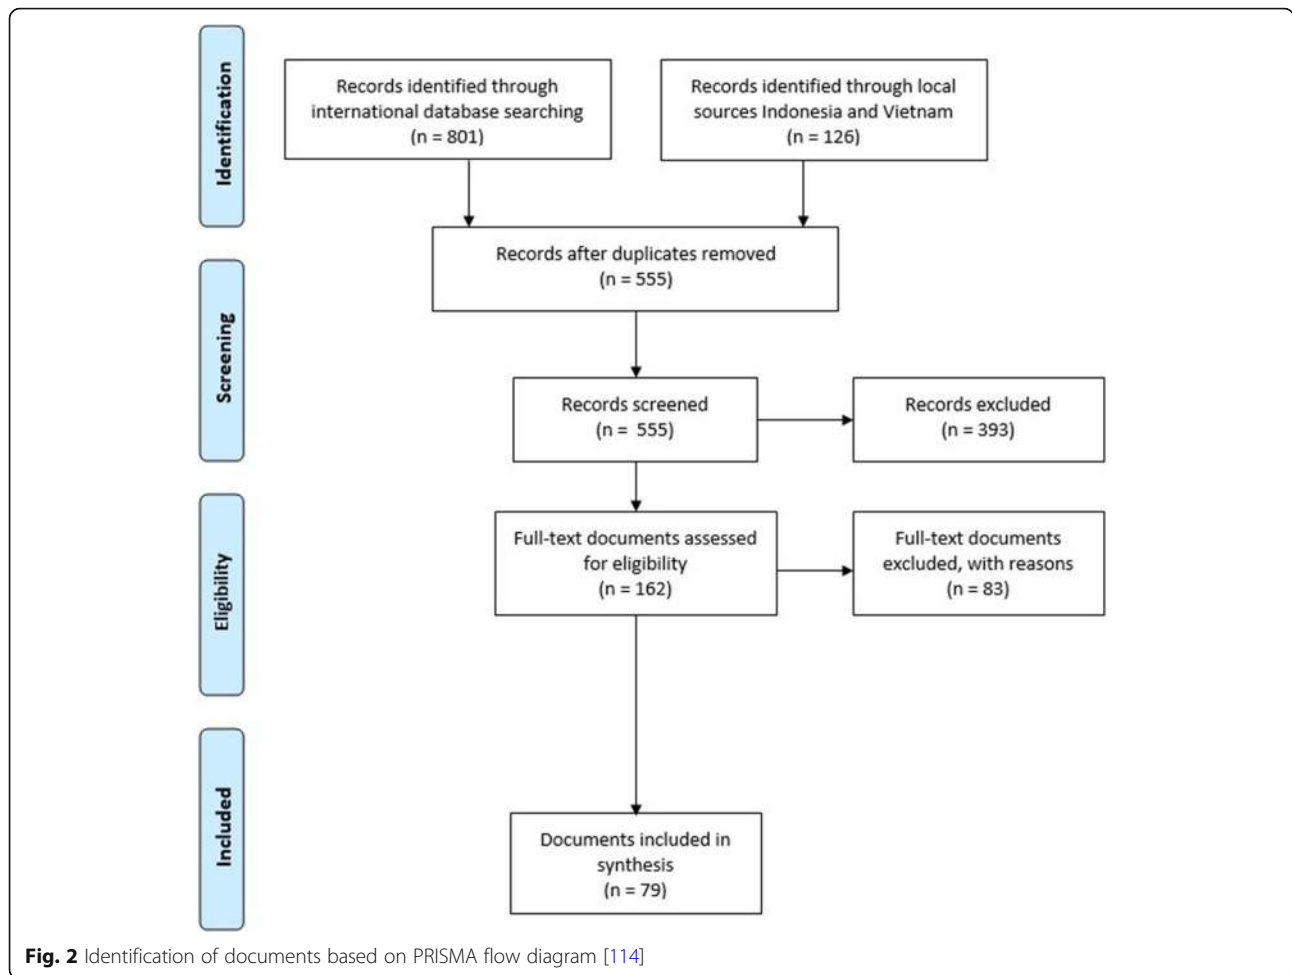 Identification
Records identified through
international database searching
(n = 801)
Records identified through local
sources Indonesia and Vietnam
(n = 126)
Records after duplicates removed
(n = 555)
Screening
Records screened
(n =  555)
Records excluded
(n = 393)
Eligibility
Full-text documents assessed
for eligibility
(n = 162)
Full-text documents
excluded, with reasons
(n = 83)
Included
Documents included in
synthesis
(n = 79)
Fig. 2 Identification of documents based on PRISMA flow diagram [114]